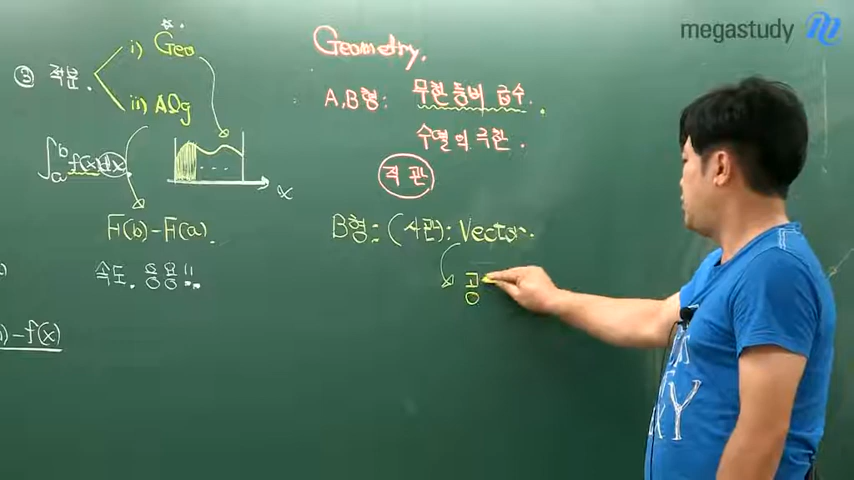 megastudy
③ 적분.
i) Geo
ii) Alg
∫ₐᵇ f(x)dx
x
F(b)-F(a).
속도. 응용!!
)-f(x)
Geometry.
A,B형: 무한등비 급수.
수열의 극한.
직관
B형: (사관): Vector.
공